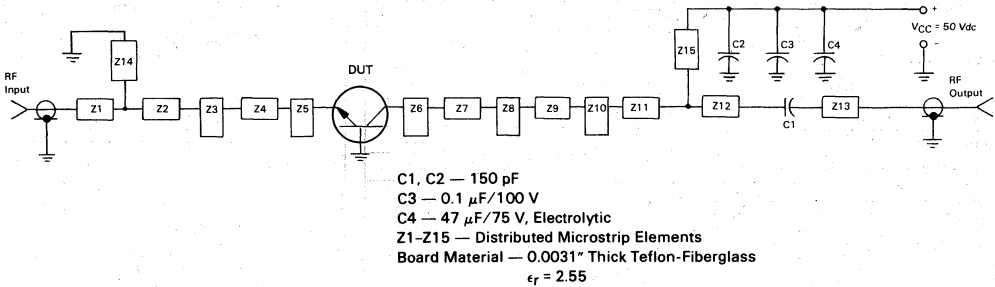 Z14
RF
Input
Z1
Z2
Z3
Z4
Z5
DUT
Z6
Z7
Z8
Z9
Z10
Z11
Z15
C2
C3
C4
+
VCC = 50 Vdc
-
Z12
C1
Z13
RF
Output
C1, C2 — 150 pF
C3 — 0.1 μF/100 V
C4 — 47 μF/75 V, Electrolytic
Z1–Z15 — Distributed Microstrip Elements
Board Material — 0.0031" Thick Teflon-Fiberglass
εr = 2.55